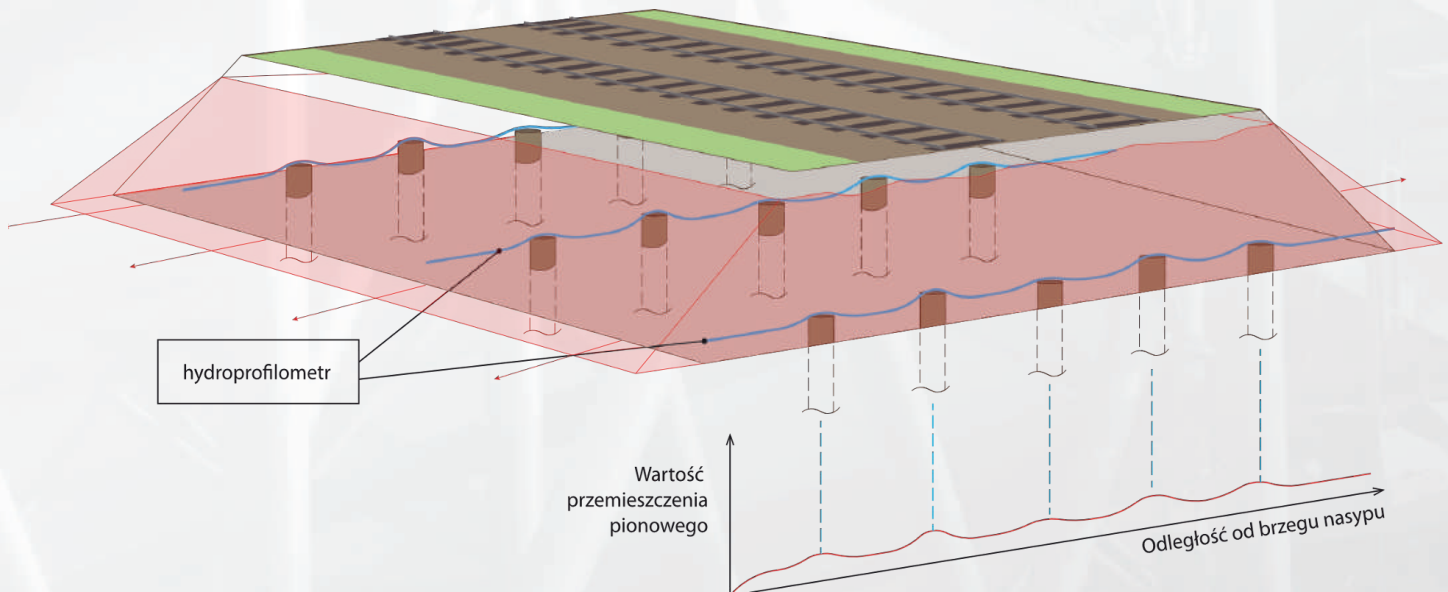 hydroprofilometr
Wartość
przemieszczenia
pionowego
Odległość od brzegu nasypu